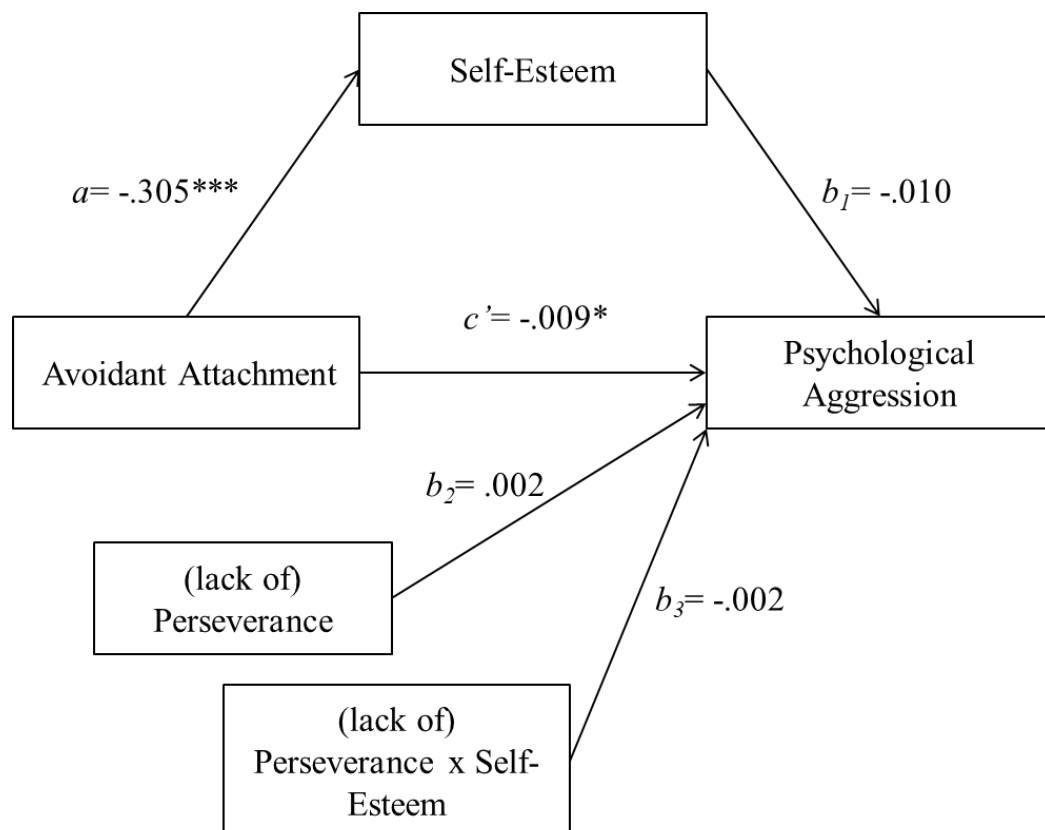 Self-Esteem
a= -.305***
b1= -.010
c’= -.009*
Avoidant Attachment
Psychological
Aggression
b2= .002
(lack of)
Perseverance
b3= -.002
(lack of)
Perseverance x Self-
Esteem